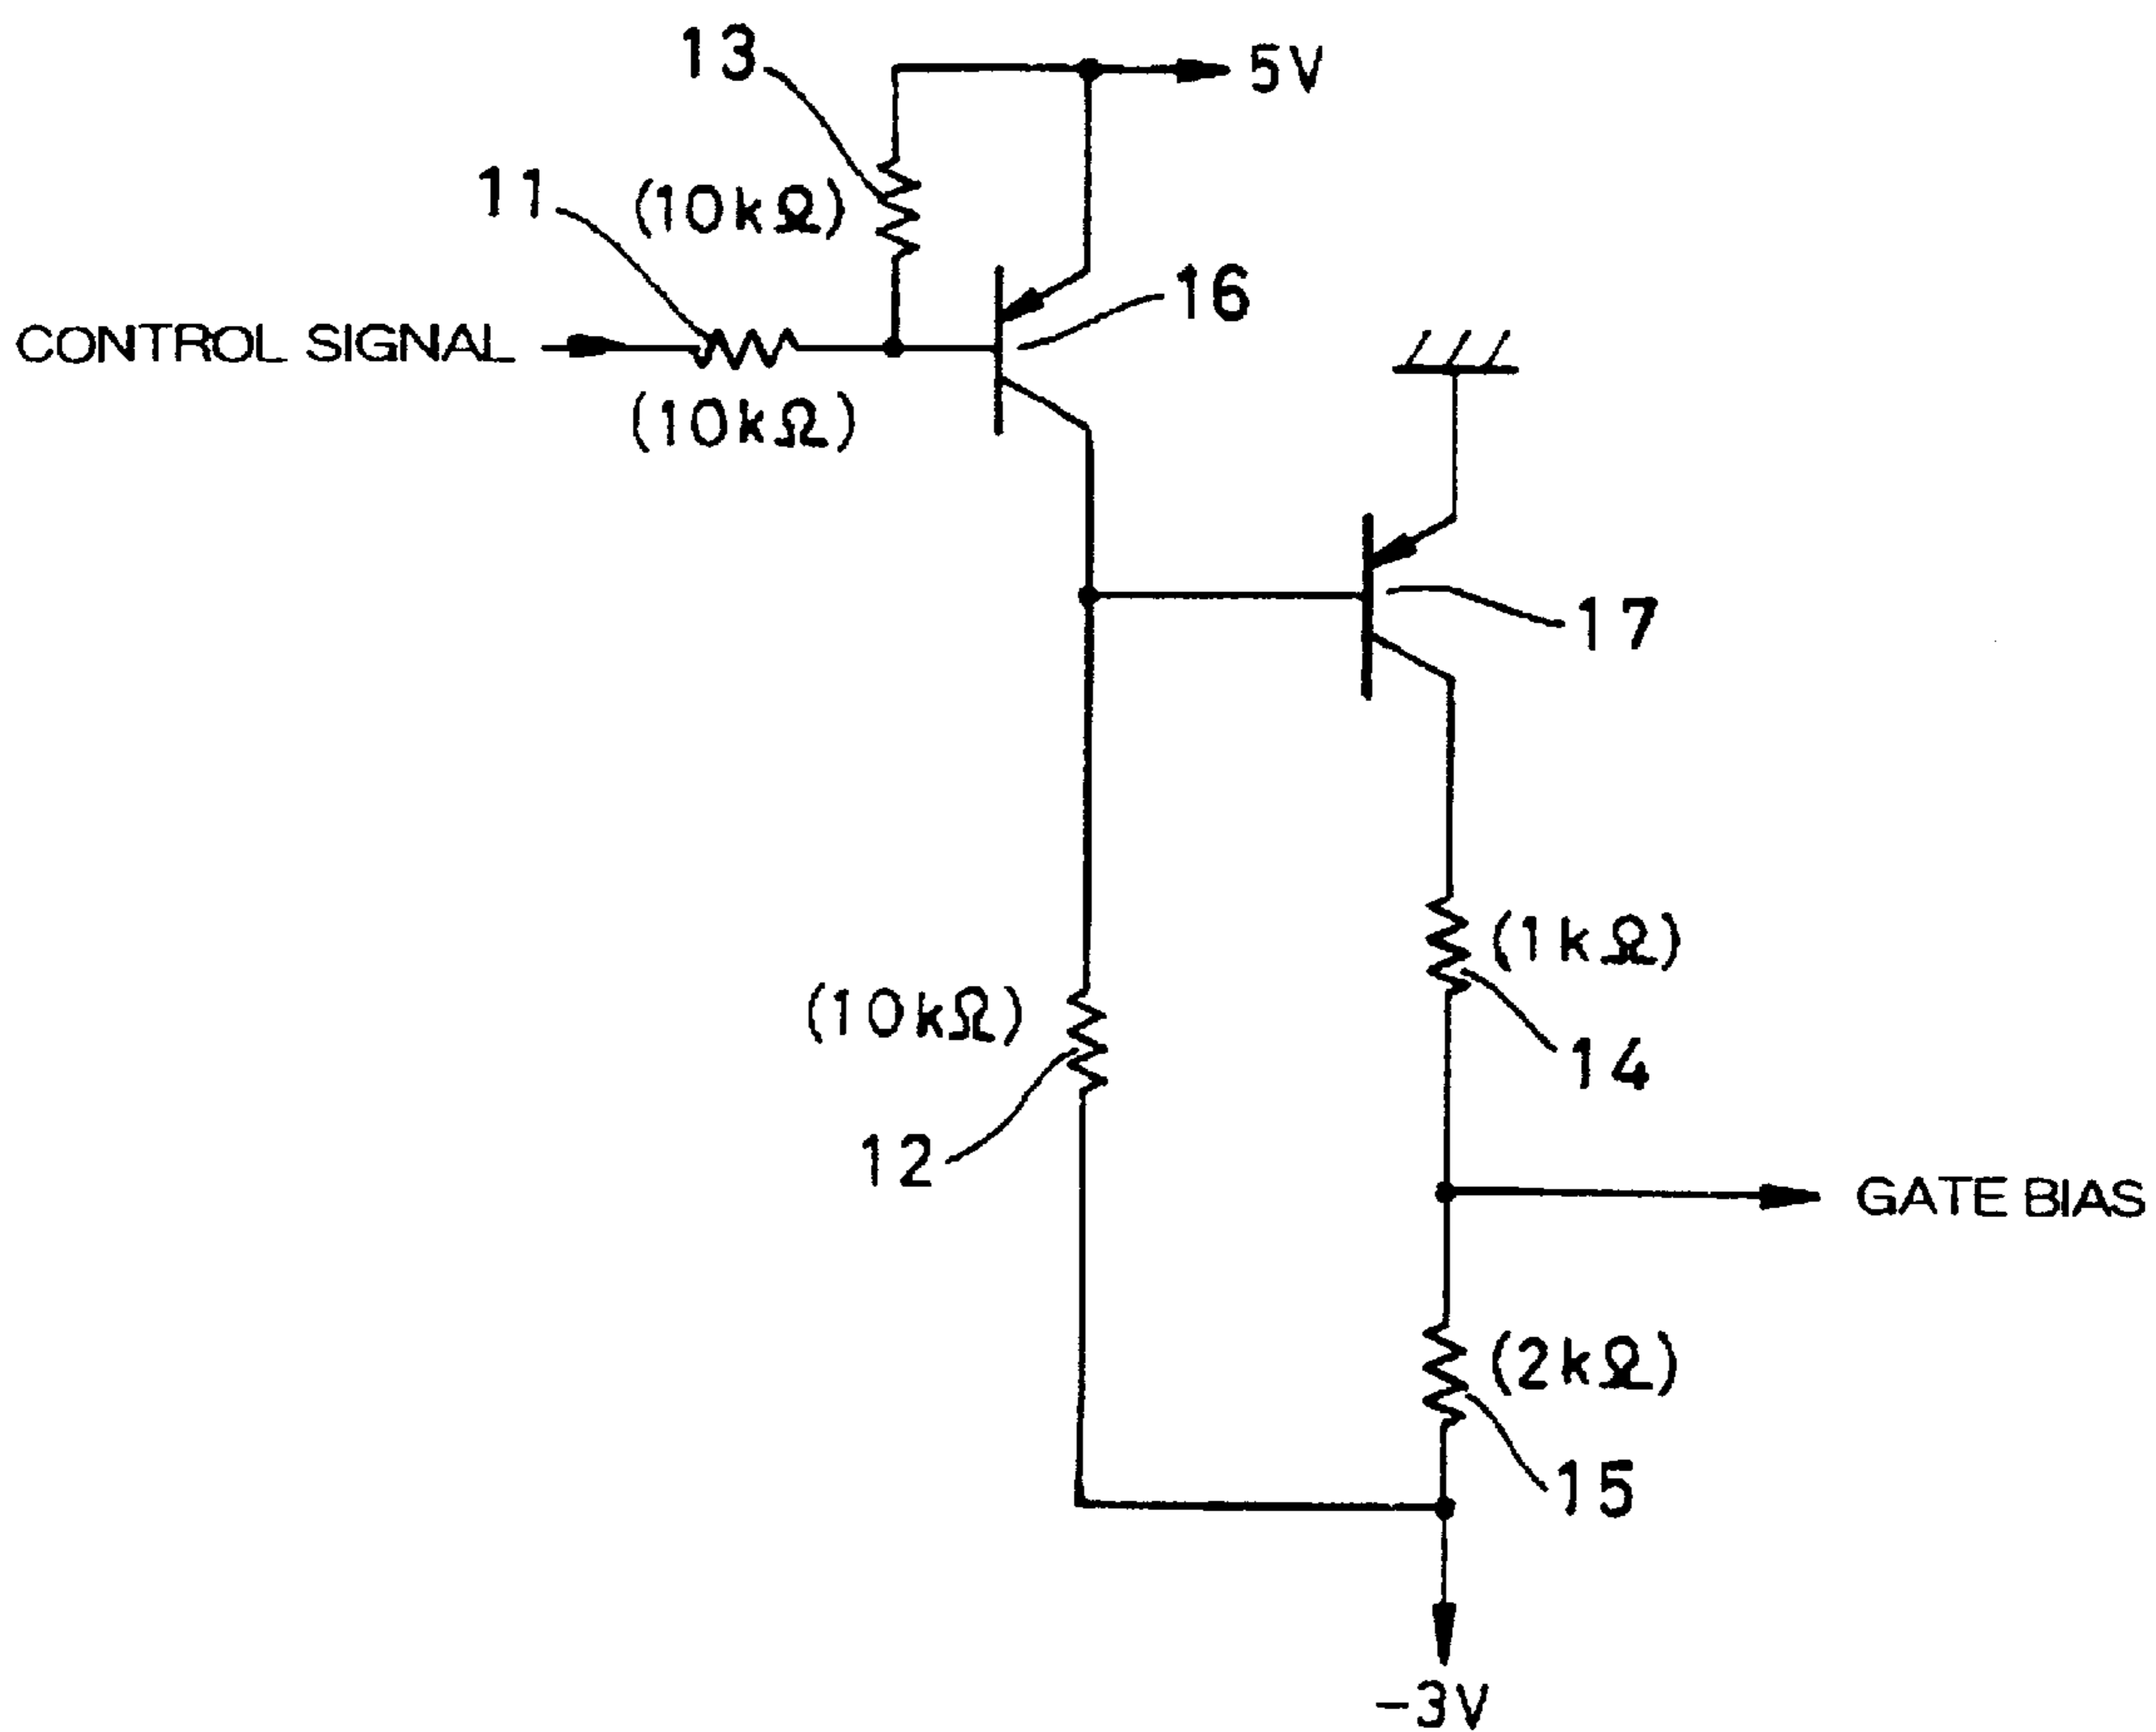 13
5V
11
(10kΩ)
16
CONTROL SIGNAL
(10kΩ)
17
(1kΩ)
(10kΩ)
14
12
GATE BIAS
(2kΩ)
15
-3V